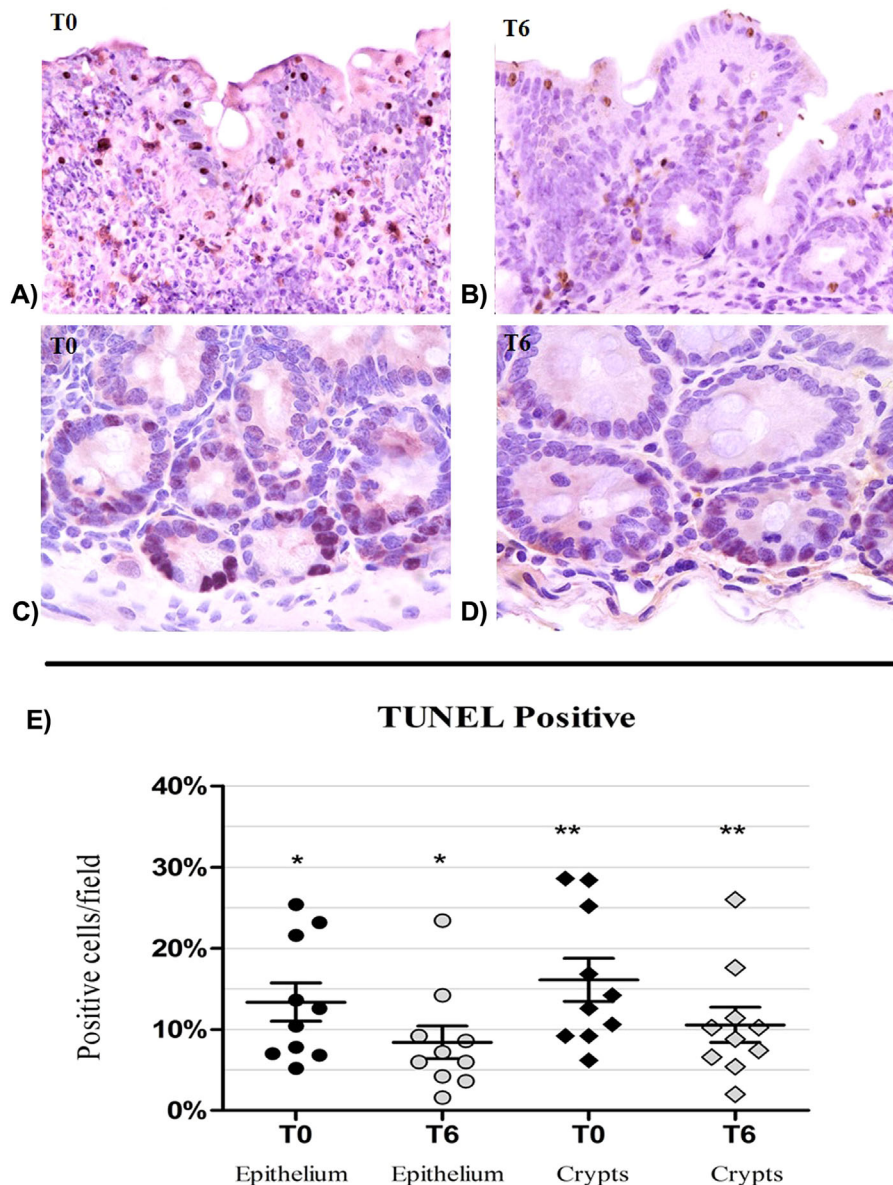 T0
T6
A)
B)
T0
T6
C)
D)
E)
TUNEL Positive
Positive cells/field
40%
30%
20%
10%
0%
*
*
**
**
T0
T6
T0
T6
Epithelium
Epithelium
Crypts
Crypts